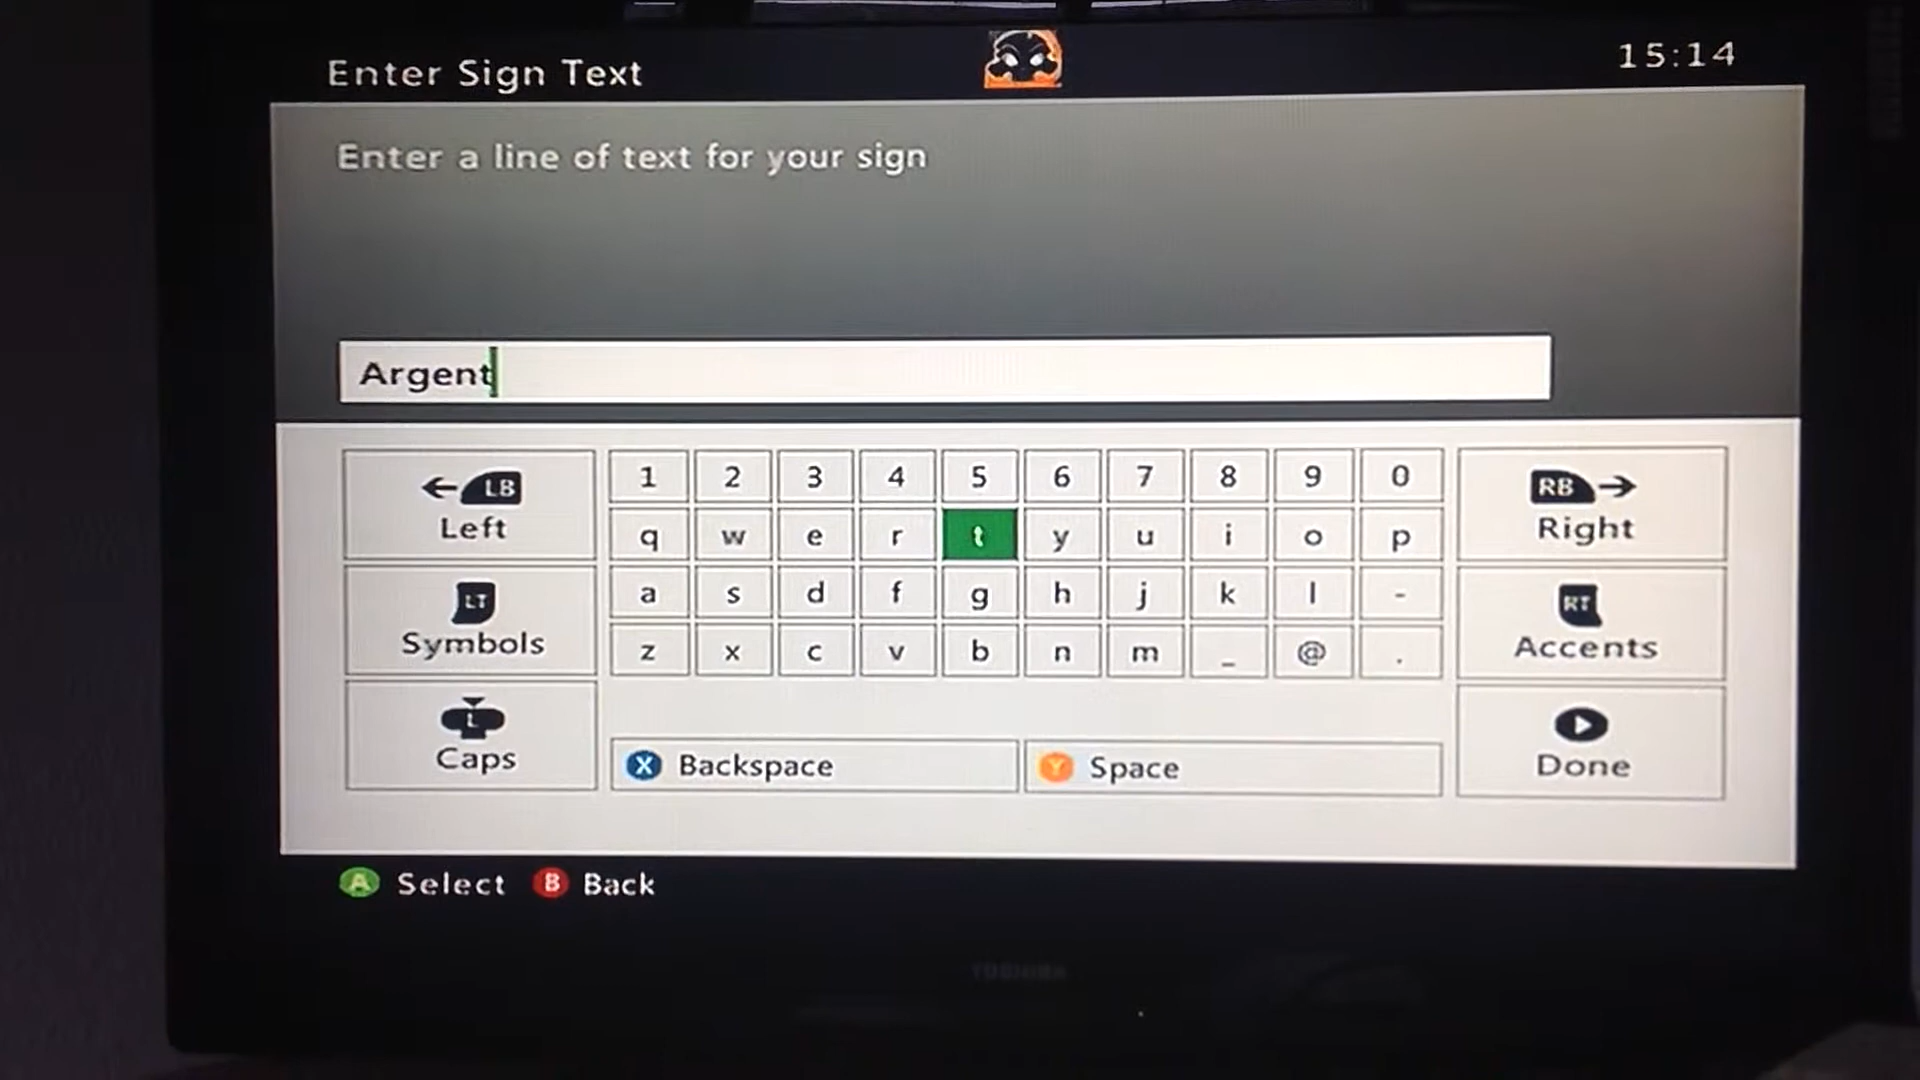 Enter Sign Text
15:14
Enter a line of text for your sign
Argent
LB
Left
1 2 3 4 5 6 7 8 9 0
RB
Right
q w e r t y u i o p
LT
Symbols
a s d f g h j k l -
RT
Accents
z x c v b n m _ @ .
L
Caps
X Backspace
Y Space
Done
A Select B Back
TOSHIBA